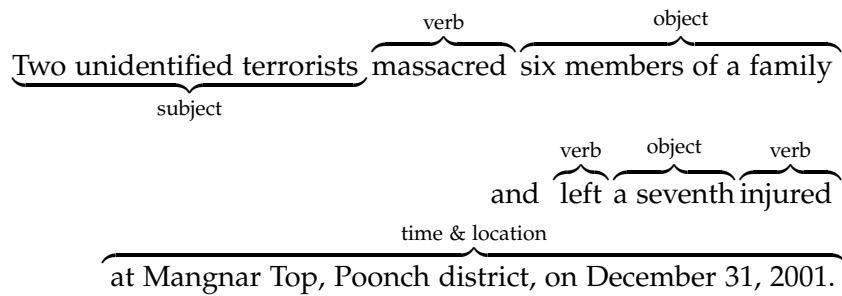 verb object
Two unidentified terrorists massacred six members of a family
subject
verb object verb
and left a seventh injured
time & location
at Mangnar Top, Poonch district, on December 31, 2001.